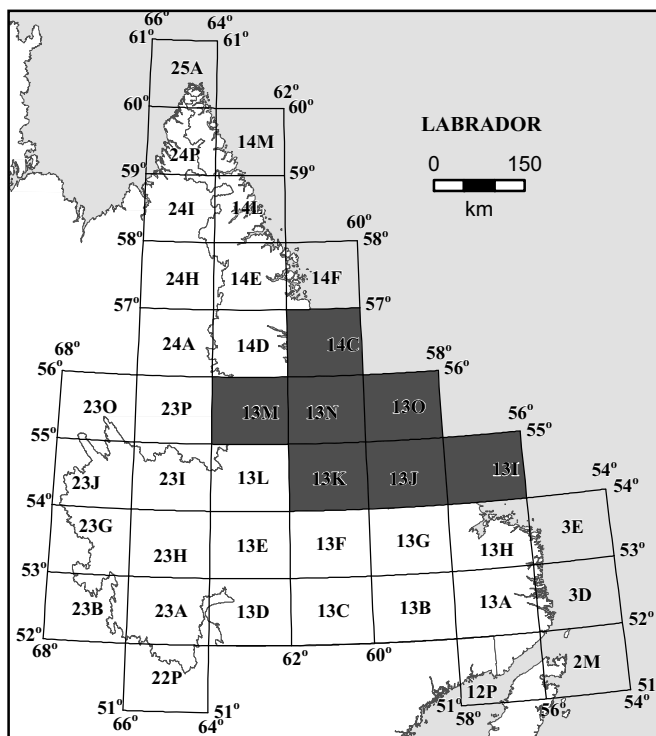 66° 64°
61° 61°
25A
62°
60° 60°
14M
LABRADOR
24P
0 150
59° 59°
km
24I 14L
60°
58° 58°
24H 14E 14F
57° 57°
24A 14D 14C
68° 58°
56° 56°
23O 23P 13M 13N 13O
56°
55° 55°
23J 23I 13L 13K 13J 13I
54°
54° 54°
23G 23H 13E 13F 13G 13H 3E
53° 53°
23B 23A 13D 13C 13B 13A 3D
52° 52°
68° 62° 60°
22P 12P 2M
51° 51° 51° 51°
66° 64° 58° 56° 54°